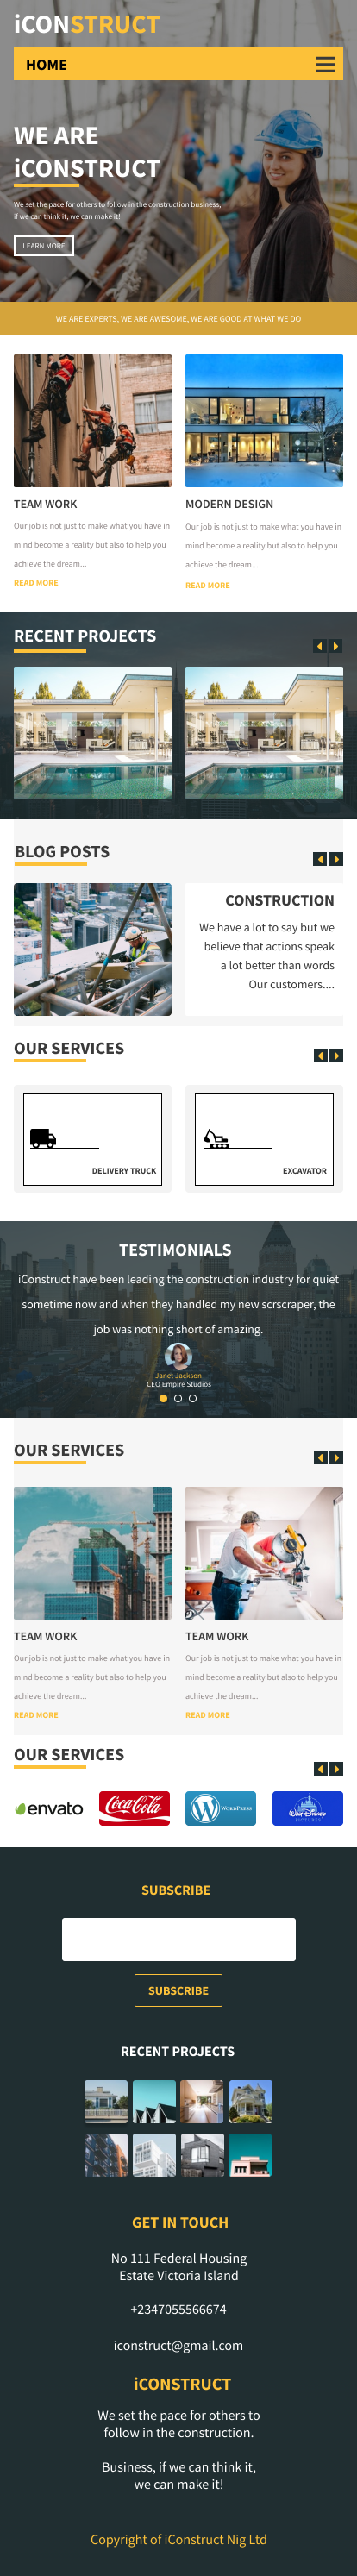 iCONSTRUCT
HOME
WE ARE
iCONSTRUCT
We set the pace for others to follow in the construction business,
if we can think it, we can make it!
LEARN MORE
WE ARE EXPERTS, WE ARE AWESOME, WE ARE GOOD AT WHAT WE DO
TEAM WORK
Our job is not just to make what you have in
mind become a reality but also to help you
achieve the dream...
READ MORE
MODERN DESIGN
Our job is not just to make what you have in
mind become a reality but also to help you
achieve the dream...
READ MORE
RECENT PROJECTS
BLOG POSTS
CONSTRUCTION
We have a lot to say but we
believe that actions speak
a lot better than words
Our customers....
OUR SERVICES
DELIVERY TRUCK
EXCAVATOR
TESTIMONIALS
iConstruct have been leading the construction industry for quiet
sometime now and when they handled my new scrscraper, the
job was nothing short of amazing.
Janet Jackson
CEO Empire Studios
OUR SERVICES
TEAM WORK
Our job is not just to make what you have in
mind become a reality but also to help you
achieve the dream...
READ MORE
TEAM WORK
Our job is not just to make what you have in
mind become a reality but also to help you
achieve the dream...
READ MORE
OUR SERVICES
envato
Coca-Cola
WORDPRESS
WALT DISNEY
PICTURES
SUBSCRIBE
SUBSCRIBE
RECENT PROJECTS
GET IN TOUCH
No 111 Federal Housing
Estate Victoria Island
+2347055566674
iconstruct@gmail.com
iCONSTRUCT
We set the pace for others to
follow in the construction.
Business, if we can think it,
we can make it!
Copyright of iConstruct Nig Ltd